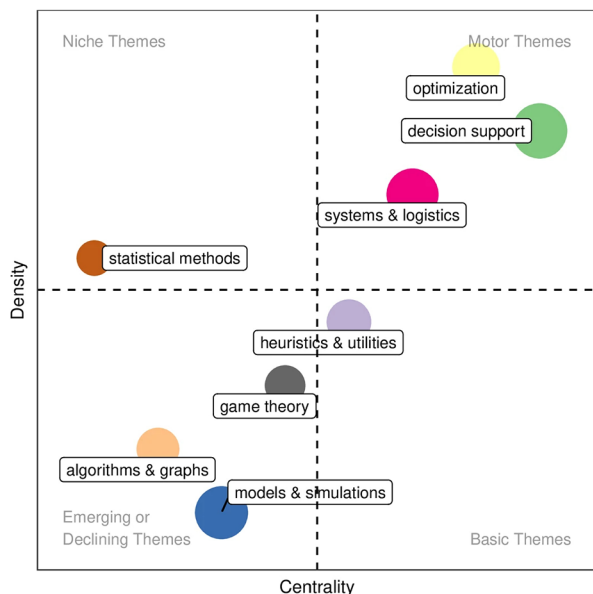 Niche Themes
Motor Themes
optimization
decision support
systems & logistics
statistical methods
Density
heuristics & utilities
game theory
algorithms & graphs
models & simulations
Emerging or
Declining Themes
Basic Themes
Centrality